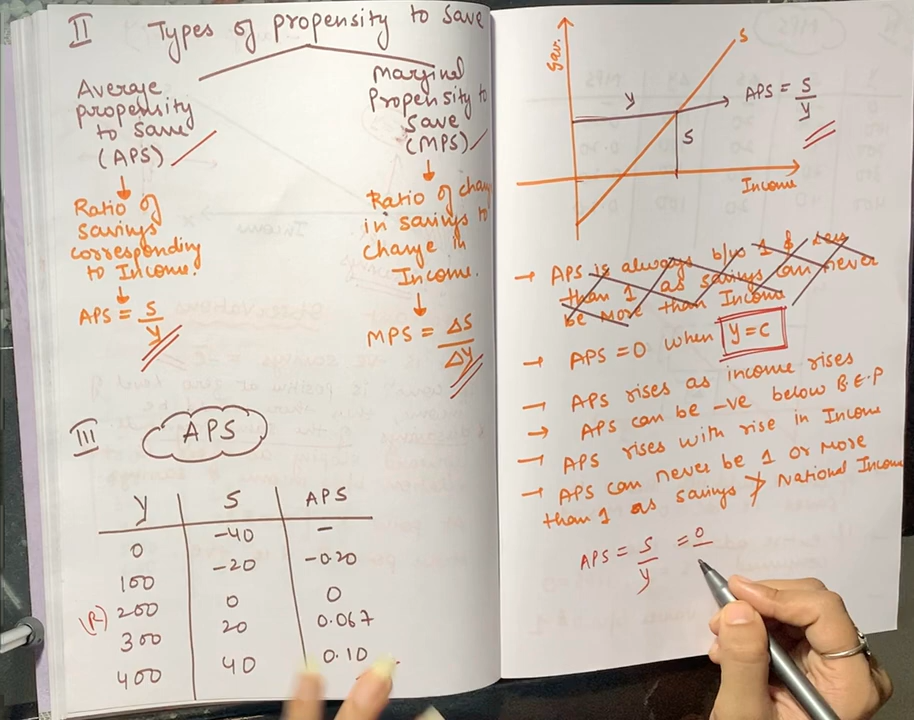 II Types of propensity to save
Average
propensity
to save
(APS)
Ratio of
savings
corresponding
to Income.
APS = S/Y
Marginal
Propensity to
Save
(MPS)
Ratio of change
in savings to
change in
Income.
MPS = ΔS/ΔY
III APS
Y S APS
0 -40 -
100 -20 -0.20
(R) 200 0 0
300 20 0.067
400 40 0.10
Sav.
S
Y
APS = S/Y
S
Income
→ APS is always b/w 1 & less
than 1 as savings can never
be more than Income
→ APS = 0 when Y = C
→ APS rises as income rises
→ APS can be -ve below B.E.P
→ APS rises with rise in Income
→ APS can never be 1 or more
than 1 as savings ≯ National Income
APS = S/Y = 0